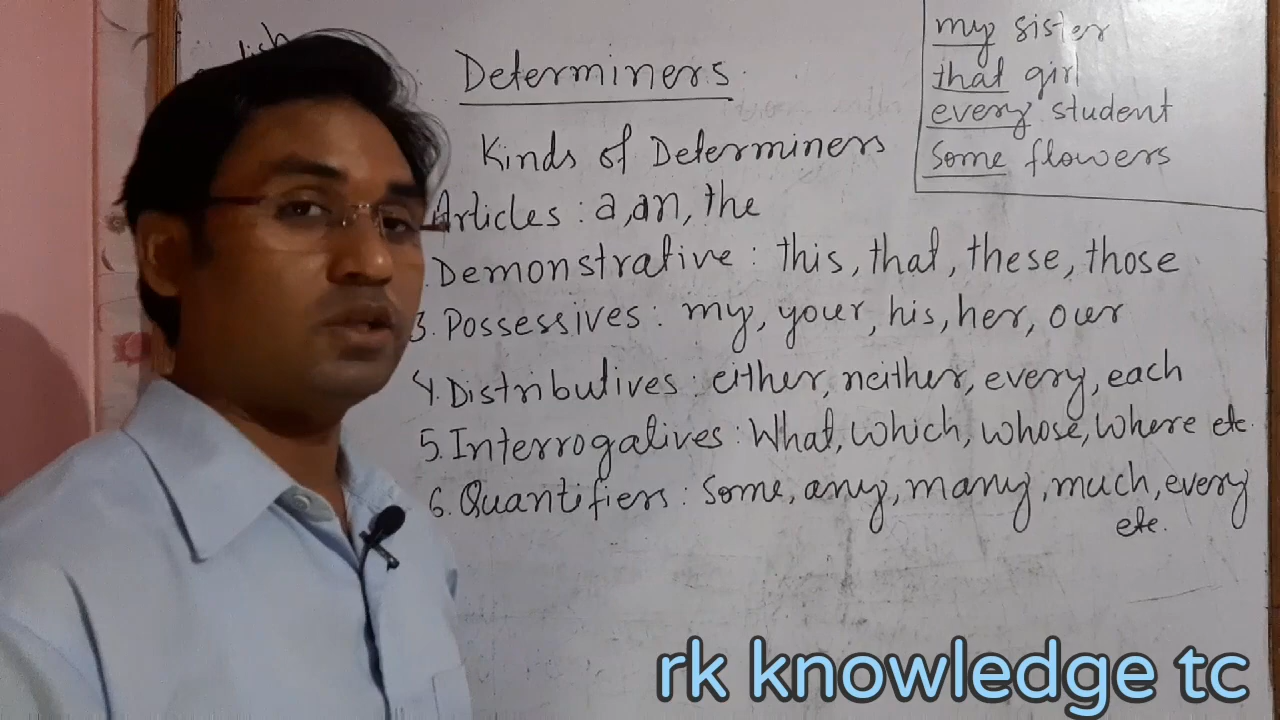 Determiners
Kinds of Determiners
Articles : a, an, the
Demonstrative : this, that, these, those
3. Possessives : my, your, his, her, our
4. Distributives : either, neither, every, each
5. Interrogatives : What, which, whose, where etc.
6. Quantifiers : Some, any, many, much, every
etc.
my sister
that girl
every student
some flowers
rk knowledge tc